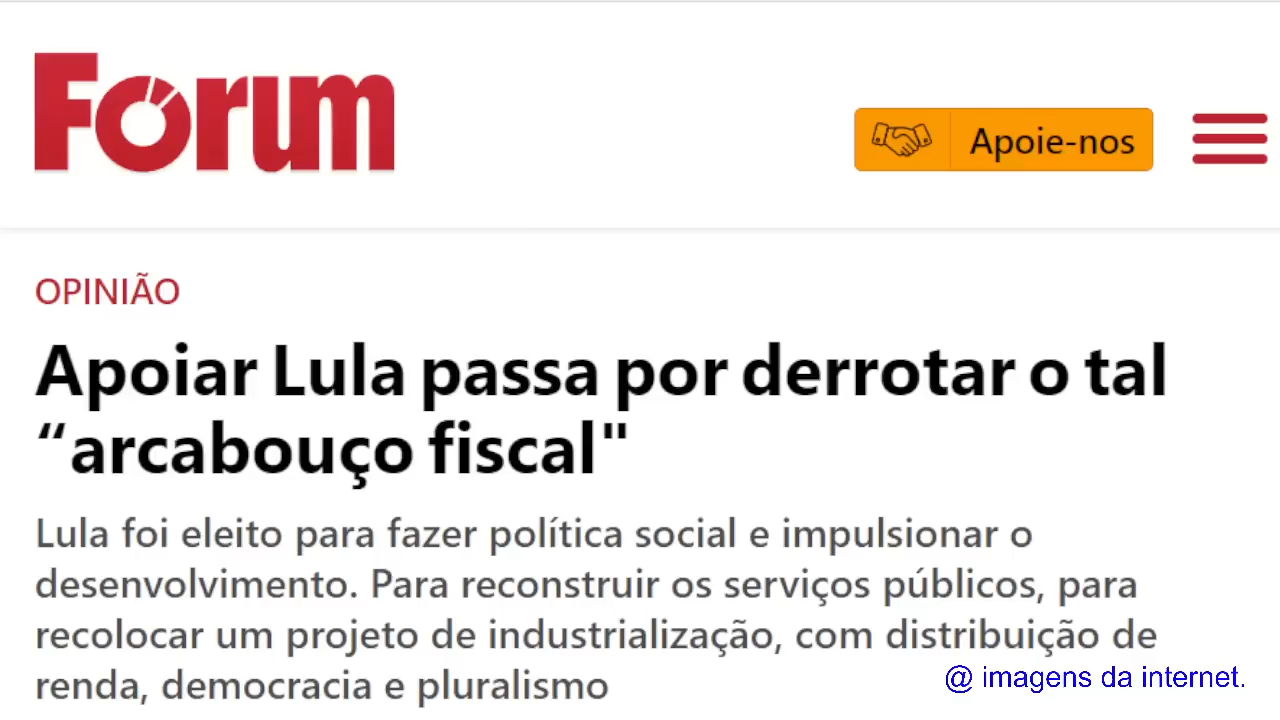 Fórum
Apoie-nos
OPINIÃO
Apoiar Lula passa por derrotar o tal
“arcabouço fiscal"
Lula foi eleito para fazer política social e impulsionar o
desenvolvimento. Para reconstruir os serviços públicos, para
recolocar um projeto de industrialização, com distribuição de
renda, democracia e pluralismo
@ imagens da internet.